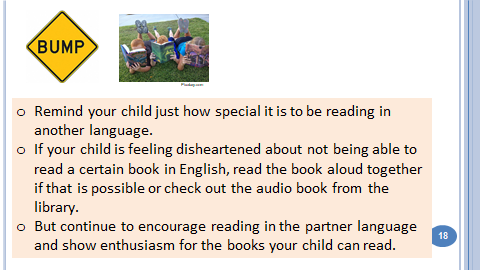 BUMP
Pixabay.com
o Remind your child just how special it is to be reading in
another language.
o If your child is feeling disheartened about not being able to
read a certain book in English, read the book aloud together
if that is possible or check out the audio book from the
library.
o But continue to encourage reading in the partner language
and show enthusiasm for the books your child can read.
18